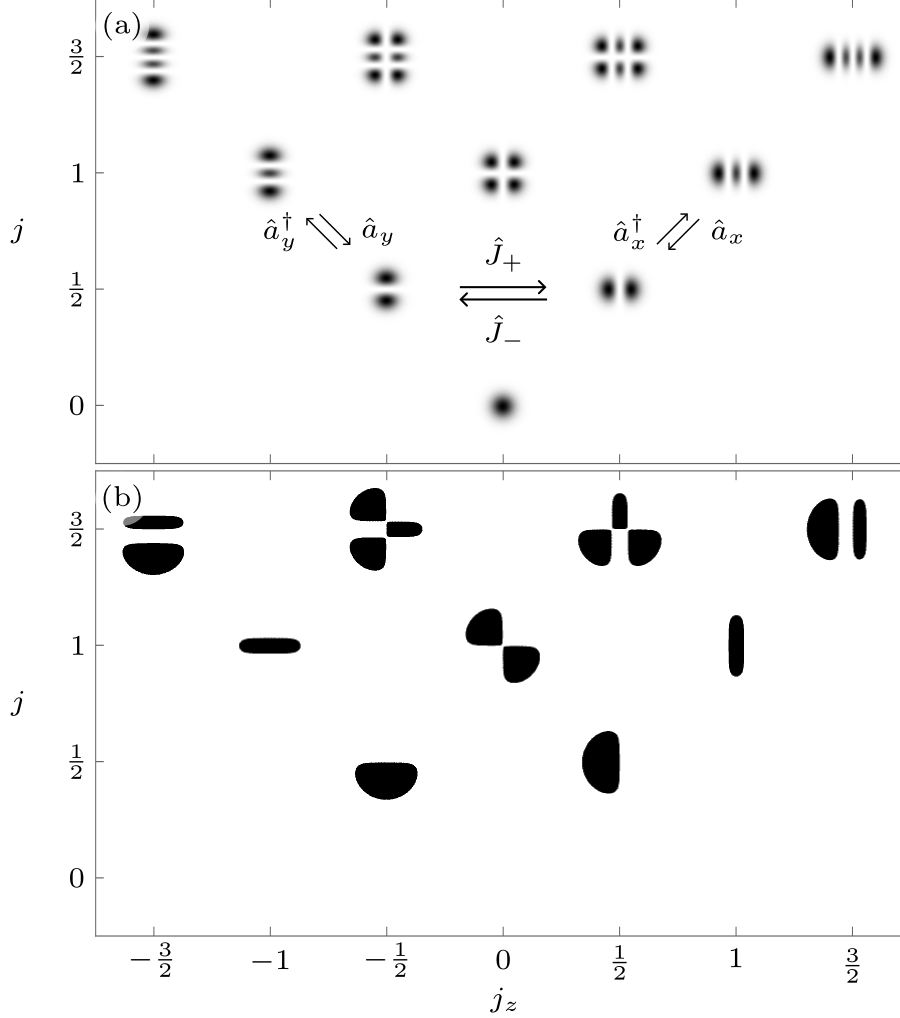 (a)
3/2
1
j
â_y^† â_y
â_x^† â_x
Ĵ_+
1/2
Ĵ_−
0
(b)
3/2
1
j
1/2
0
−3/2 −1 −1/2 0 1/2 1 3/2
j_z